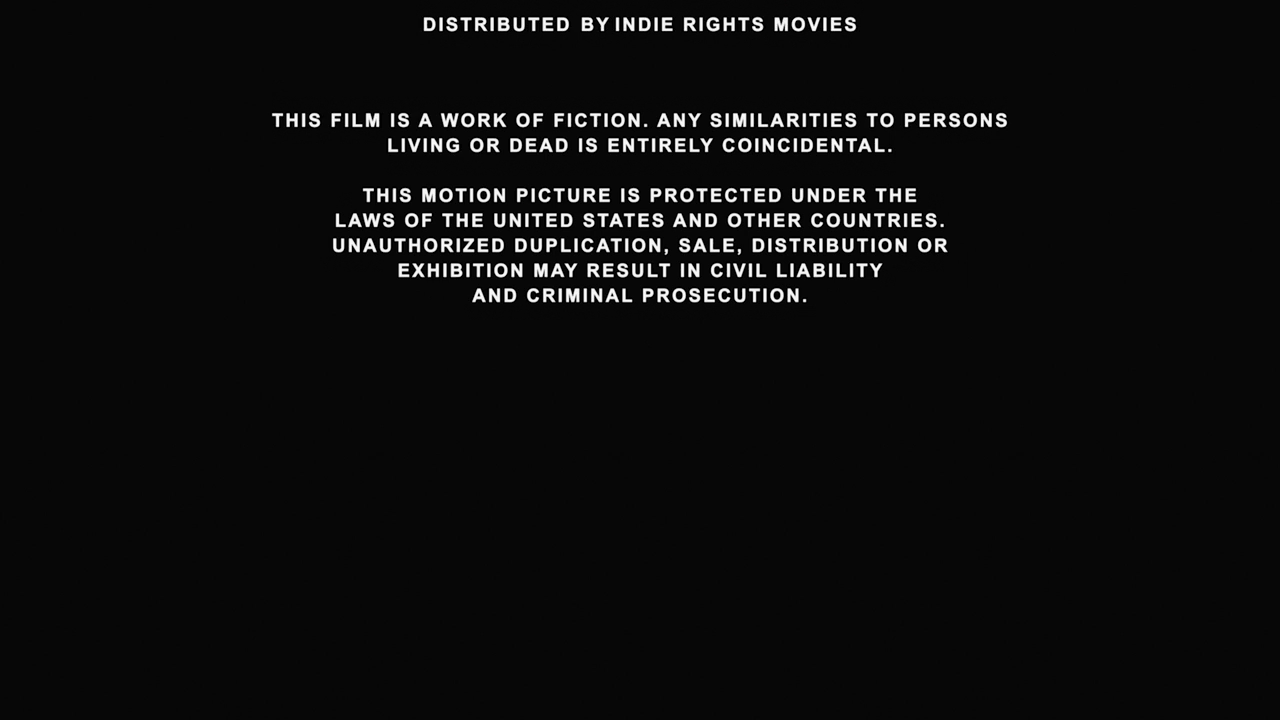 DISTRIBUTED BY INDIE RIGHTS MOVIES
THIS FILM IS A WORK OF FICTION. ANY SIMILARITIES TO PERSONS
LIVING OR DEAD IS ENTIRELY COINCIDENTAL.
THIS MOTION PICTURE IS PROTECTED UNDER THE
LAWS OF THE UNITED STATES AND OTHER COUNTRIES.
UNAUTHORIZED DUPLICATION, SALE, DISTRIBUTION OR
EXHIBITION MAY RESULT IN CIVIL LIABILITY
AND CRIMINAL PROSECUTION.